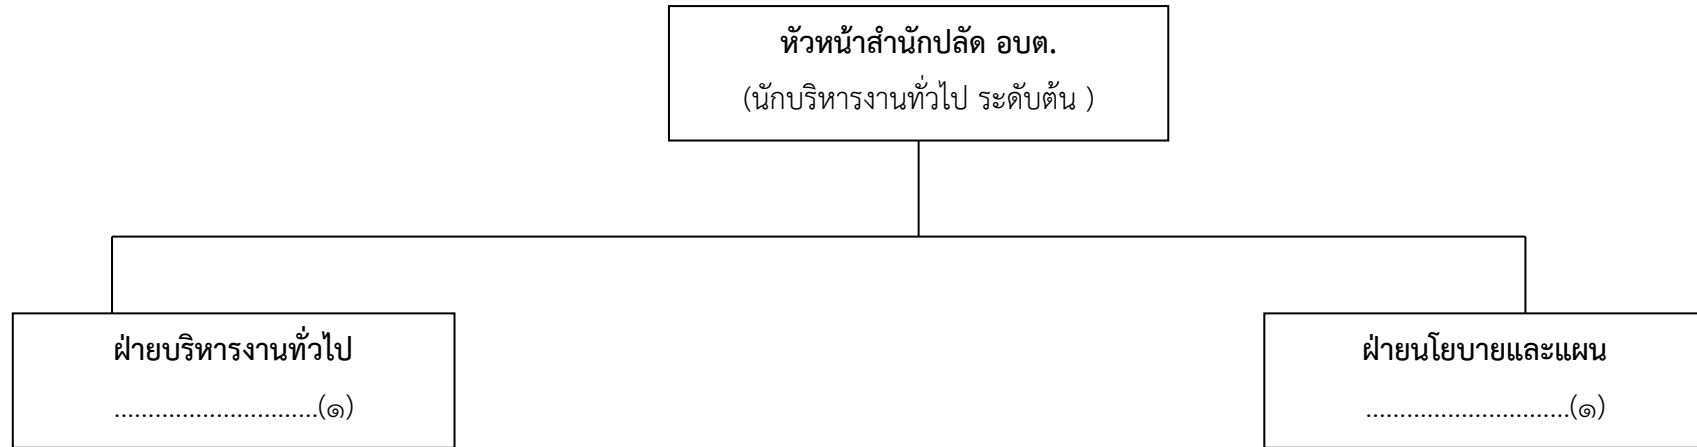 หัวหน้าสำนักปลัด อบต.
(นักบริหารงานทั่วไป ระดับต้น )
ฝ่ายบริหารงานทั่วไป
..............................(๑)
ฝ่ายนโยบายและแผน
..............................(๑)